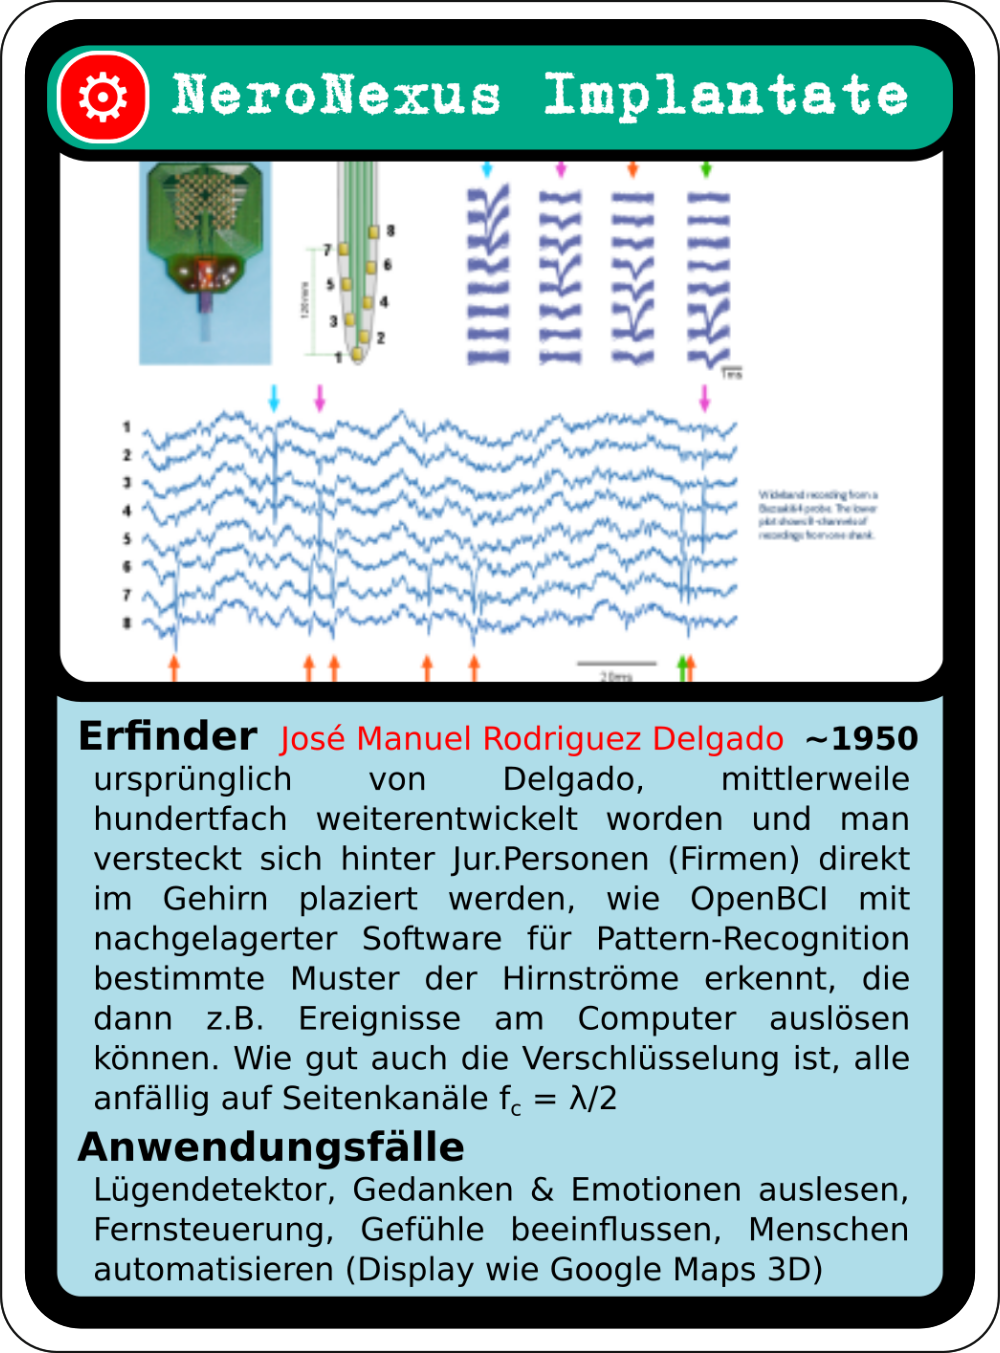 NeroNexus Implantate
8
7
6
5
4
3
2
1
120mm
1ms
1
2
3
4
5
6
7
8
Wideband recording from a
Buzsaki64 probe. The lower
plot shows 8-channels of
recordings from one shank.
20ms
Erfinder José Manuel Rodriguez Delgado ~1950
ursprünglich von Delgado, mittlerweile
hundertfach weiterentwickelt worden und man
versteckt sich hinter Jur.Personen (Firmen) direkt
im Gehirn plaziert werden, wie OpenBCI mit
nachgelagerter Software für Pattern-Recognition
bestimmte Muster der Hirnströme erkennt, die
dann z.B. Ereignisse am Computer auslösen
können. Wie gut auch die Verschlüsselung ist, alle
anfällig auf Seitenkanäle fc = λ/2
Anwendungsfälle
Lügendetektor, Gedanken & Emotionen auslesen,
Fernsteuerung, Gefühle beeinflussen, Menschen
automatisieren (Display wie Google Maps 3D)